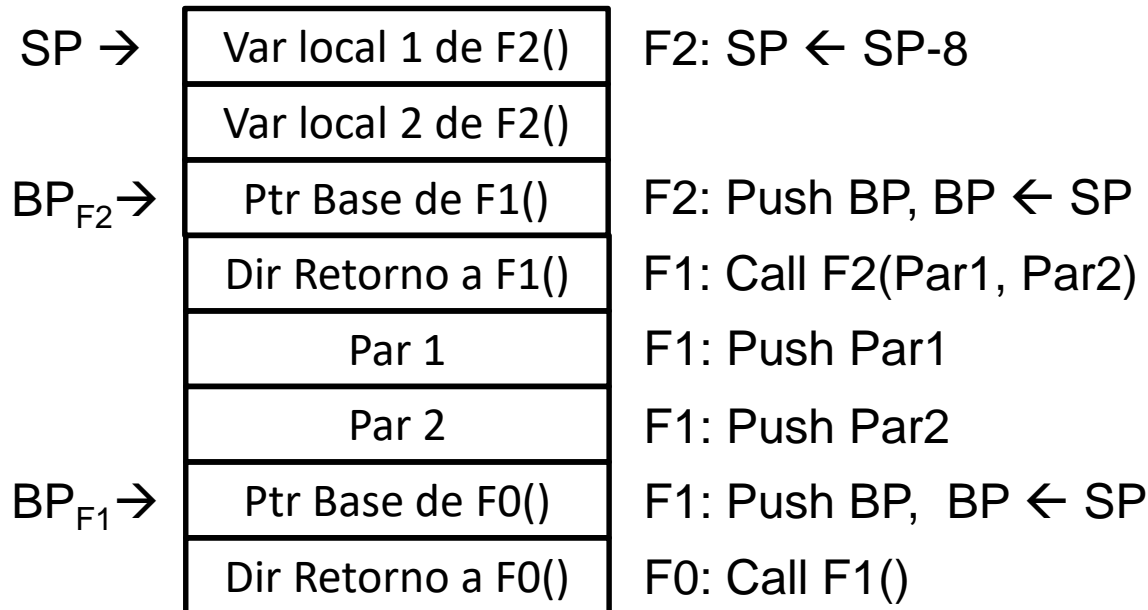 SP → Var local 1 de F2() F2: SP ← SP-8
Var local 2 de F2()
BP_F2→ Ptr Base de F1() F2: Push BP, BP ← SP
Dir Retorno a F1() F1: Call F2(Par1, Par2)
Par 1 F1: Push Par1
Par 2 F1: Push Par2
BP_F1→ Ptr Base de F0() F1: Push BP, BP ← SP
Dir Retorno a F0() F0: Call F1()